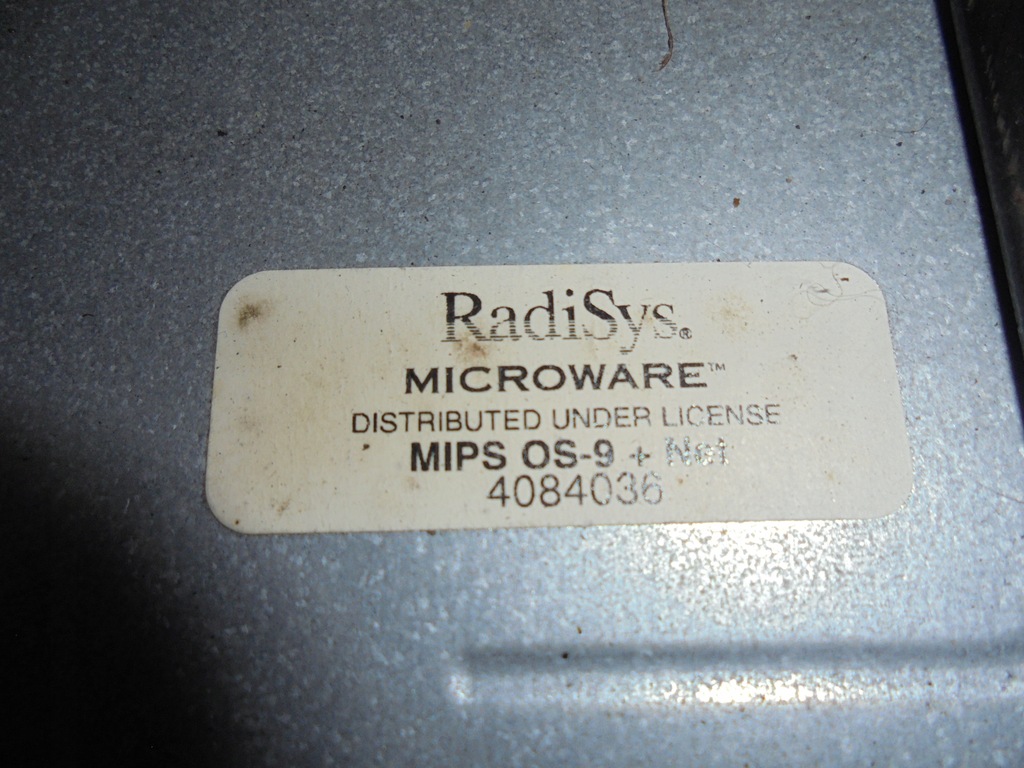 RadiSys®
MICROWARE™
DISTRIBUTED UNDER LICENSE
MIPS OS-9 + Net
4084036